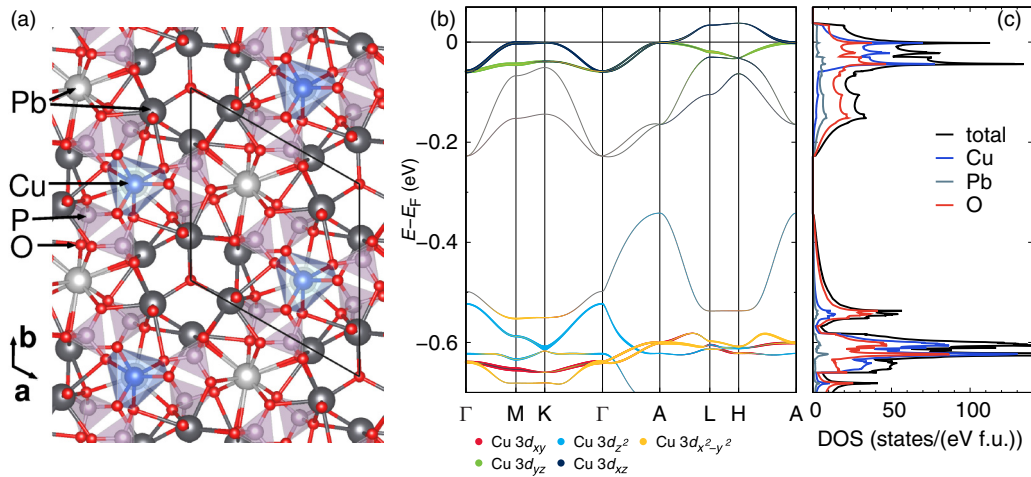 (a)
Pb
Cu
P
O
b
a
(b)
E−E_F (eV)
0
−0.2
−0.4
−0.6
Γ M K Γ A L H A
Cu 3d_xy Cu 3d_z² Cu 3d_x²−y²
Cu 3d_yz Cu 3d_xz
(c)
total
Cu
Pb
O
0 50 100
DOS (states/(eV f.u.))